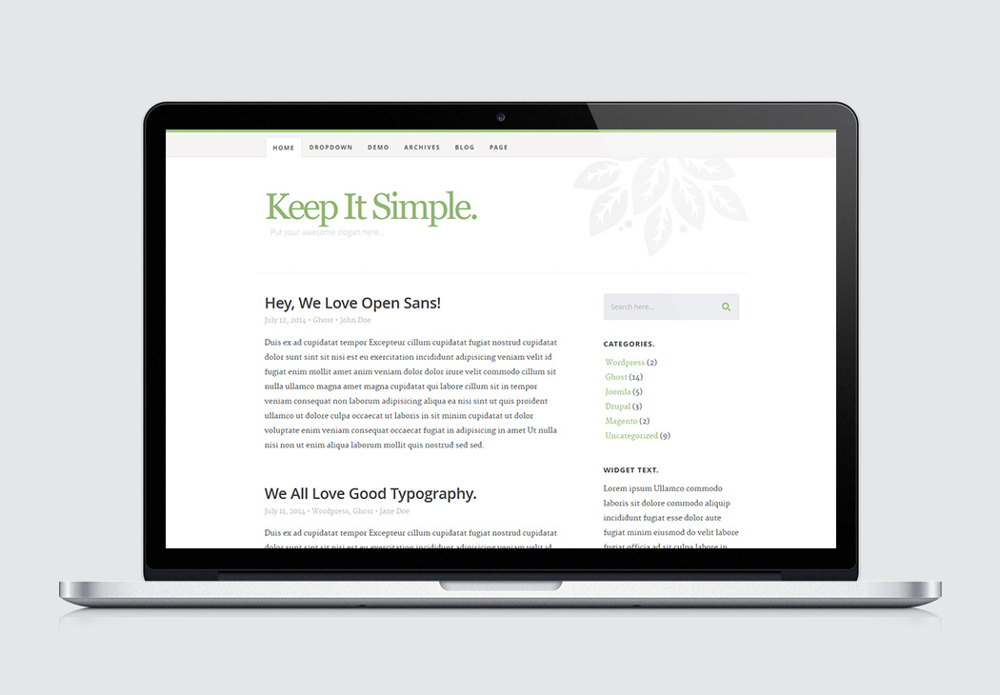 HOME DROPDOWN DEMO ARCHIVES BLOG PAGE
Keep It Simple.
Put your awesome slogan here...
Hey, We Love Open Sans!
July 12, 2014 • Ghost • John Doe
Duis ex ad cupidatat tempor Excepteur cillum cupidatat fugiat nostrud cupidatat
dolor sunt sint sit nisi est eu exercitation incididunt adipisicing veniam velit id
fugiat enim mollit amet anim veniam dolor dolor irure velit commodo cillum sit
nulla ullamco magna amet magna cupidatat qui labore cillum sit in tempor
veniam consequat non laborum adipisicing aliqua ea nisi sint ut quis proident
ullamco ut dolore culpa occaecat ut laboris in sit minim cupidatat ut dolor
voluptate enim veniam consequat occaecat fugiat in adipisicing in amet Ut nulla
nisi non ut enim aliqua laborum mollit quis nostrud sed sed.
We All Love Good Typography.
July 11, 2014 • Wordpress, Ghost • Jane Doe
Duis ex ad cupidatat tempor Excepteur cillum cupidatat fugiat nostrud cupidatat
dolor sunt sint sit nisi est eu exercitation incididunt adipisicing veniam velit id
Search here...
CATEGORIES.
Wordpress (2)
Ghost (14)
Joomla (5)
Drupal (3)
Magento (2)
Uncategorized (9)
WIDGET TEXT.
Lorem ipsum Ullamco commodo
laboris sit dolore commodo aliquip
incididunt fugiat esse dolor aute
fugiat minim eiusmod do velit labore
fugiat officia ad sit culpa labore in